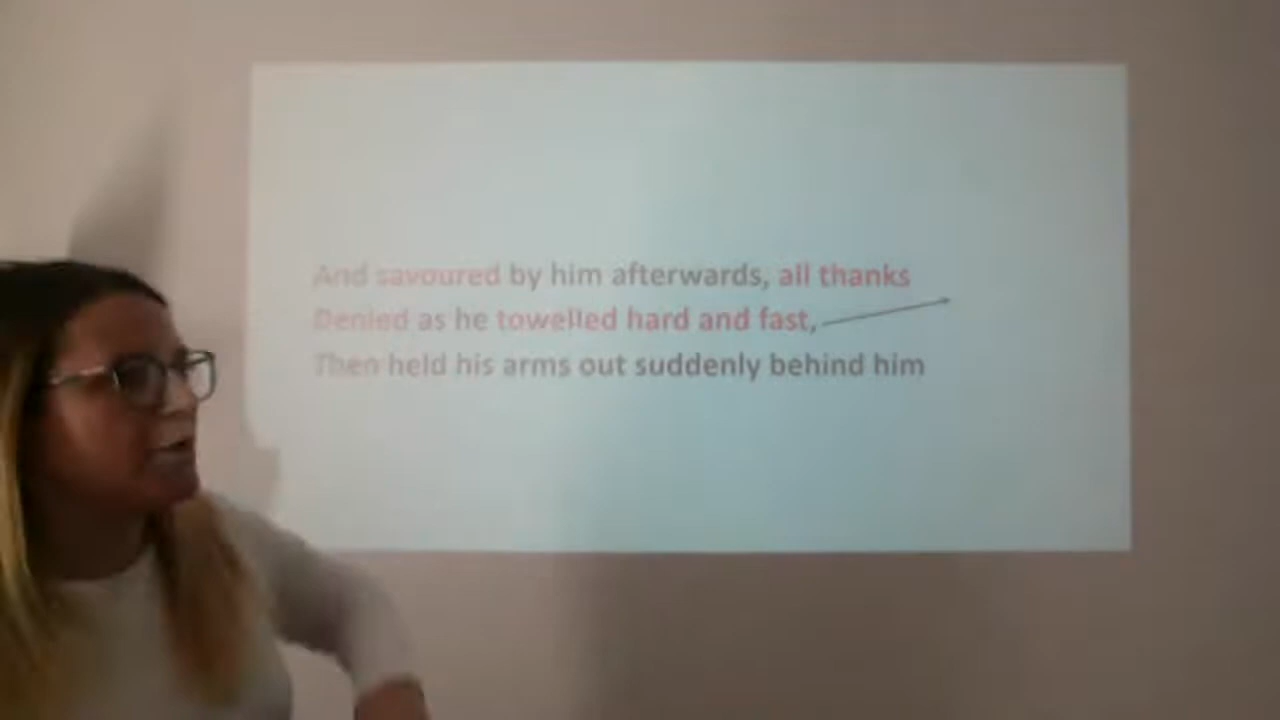 And savoured by him afterwards, all thanks
Denied as he towelled hard and fast,
Then held his arms out suddenly behind him